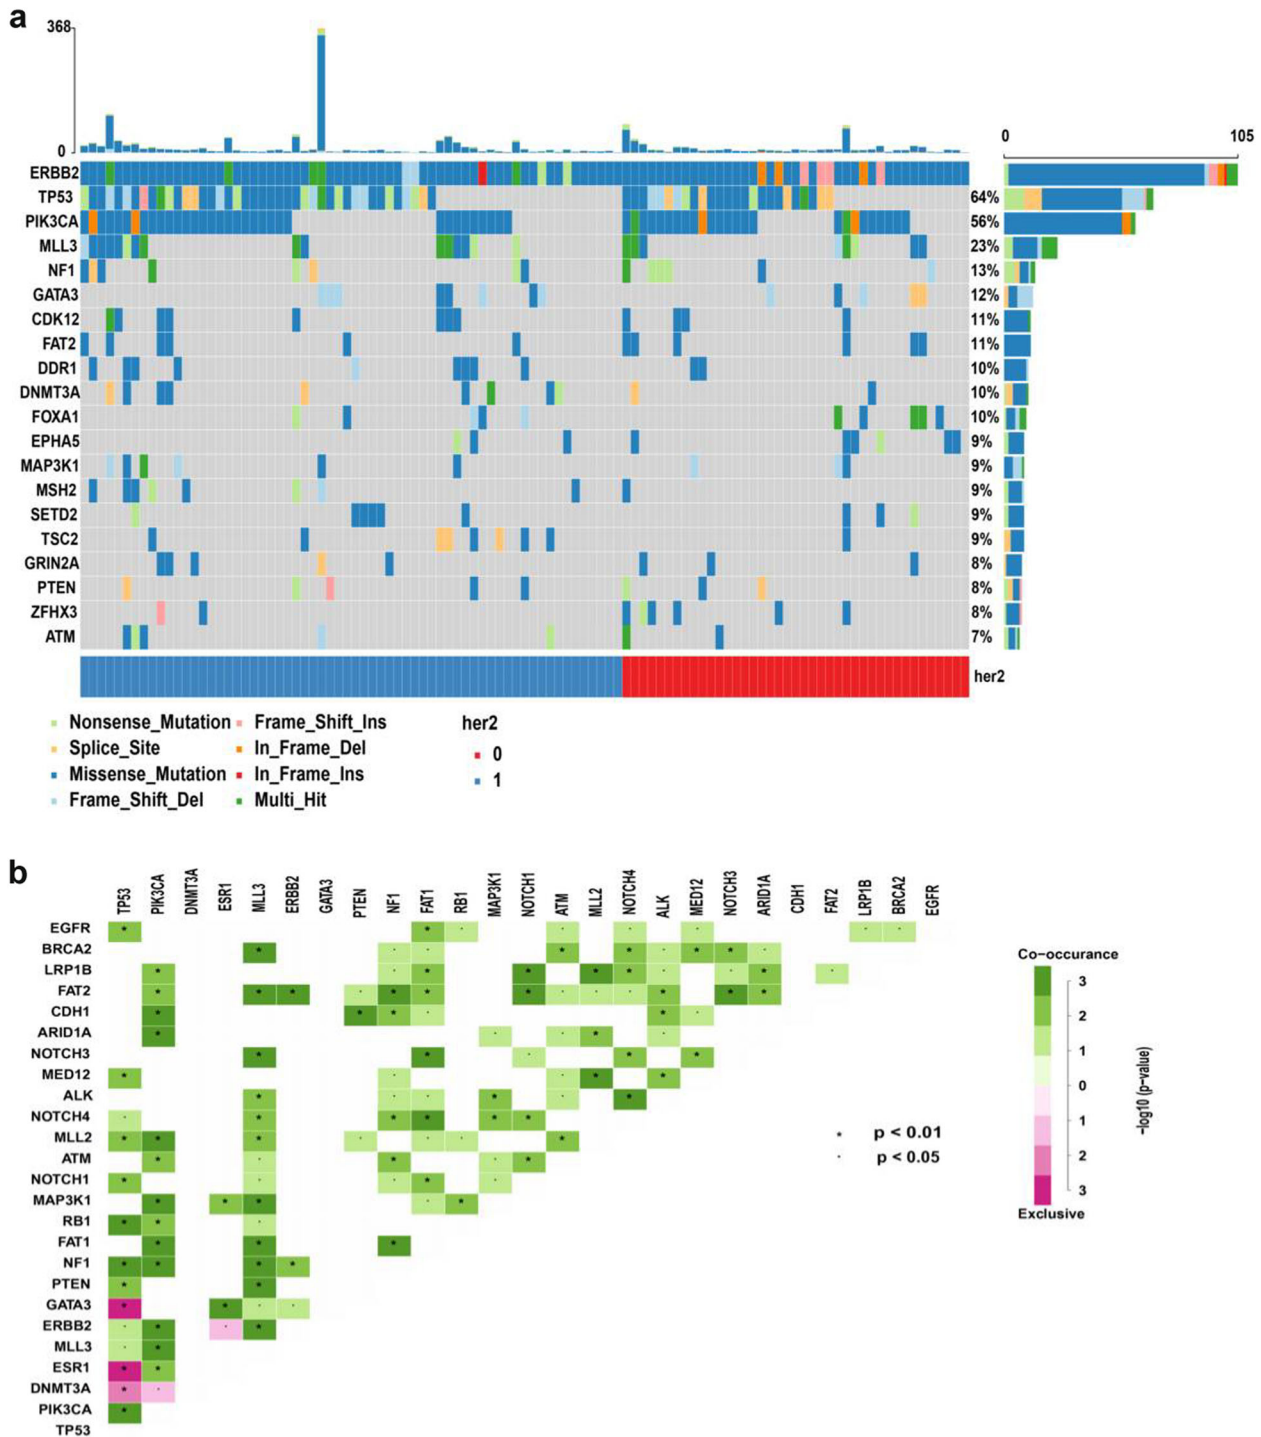 a
368
0
0 105
ERBB2
TP53 64%
PIK3CA 56%
MLL3 23%
NF1 13%
GATA3 12%
CDK12 11%
FAT2 11%
DDR1 10%
DNMT3A 10%
FOXA1 10%
EPHA5 9%
MAP3K1 9%
MSH2 9%
SETD2 9%
TSC2 9%
GRIN2A 8%
PTEN 8%
ZFHX3 8%
ATM 7%
her2
Nonsense_Mutation Frame_Shift_Ins her2
Splice_Site In_Frame_Del 0
Missense_Mutation In_Frame_Ins 1
Frame_Shift_Del Multi_Hit
b
TP53 PIK3CA DNMT3A ESR1 MLL3 ERBB2 GATA3 PTEN NF1 FAT1 RB1 MAP3K1 NOTCH1 ATM MLL2 NOTCH4 ALK MED12 NOTCH3 ARID1A CDH1 FAT2 LRP1B BRCA2 EGFR
EGFR
BRCA2
LRP1B
FAT2
CDH1
ARID1A
NOTCH3
MED12
ALK
NOTCH4
MLL2
ATM
NOTCH1
MAP3K1
RB1
FAT1
NF1
PTEN
GATA3
ERBB2
MLL3
ESR1
DNMT3A
PIK3CA
TP53
* p < 0.01
· p < 0.05
Co-occurance
3
2
1
0
1
2
3
Exclusive
-log10 (p-value)